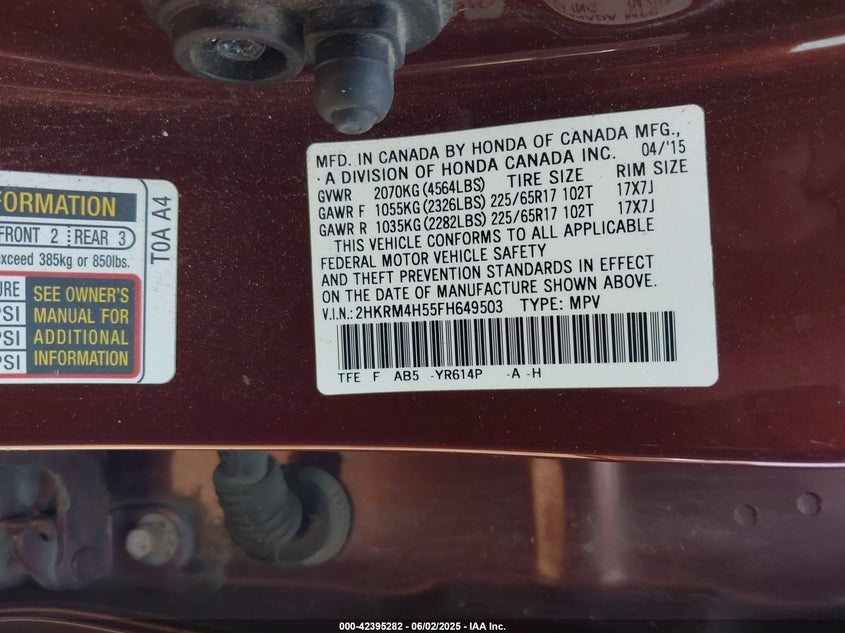 CANADA MFG
MFD. IN CANADA BY HONDA OF CANADA MFG.,
A DIVISION OF HONDA CANADA INC. 04/'15
GVWR 2070KG (4564LBS) TIRE SIZE RIM SIZE
GAWR F 1055KG (2326LBS) 225/65R17 102T 17X7J
GAWR R 1035KG (2282LBS) 225/65R17 102T 17X7J
THIS VEHICLE CONFORMS TO ALL APPLICABLE
FEDERAL MOTOR VEHICLE SAFETY
AND THEFT PREVENTION STANDARDS IN EFFECT
ON THE DATE OF MANUFACTURE SHOWN ABOVE.
V.I.N.: 2HKRM4H55FH649503 TYPE: MPV
TFE F AB5 -YR614P -A -H
FORMATION
FRONT 2 REAR 3
exceed 385kg or 850lbs.
URE
PSI
PSI
PSI
SEE OWNER'S
MANUAL FOR
ADDITIONAL
INFORMATION
T0A A4
000-42395282 | 06/02/2025 - IAA Inc.